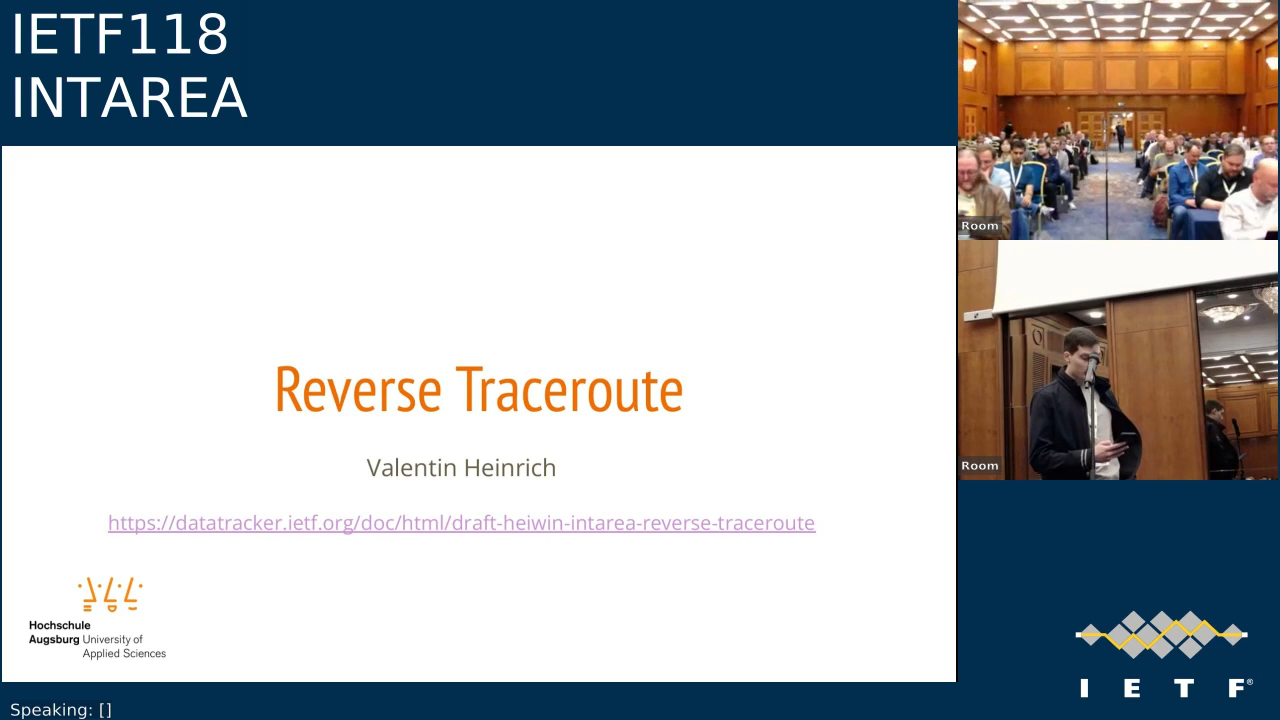 IETF118
INTAREA
Room
Room
Reverse Traceroute
Valentin Heinrich
https://datatracker.ietf.org/doc/html/draft-heiwin-intarea-reverse-traceroute
Hochschule
Augsburg University of
Applied Sciences
I E T F®
Speaking: []